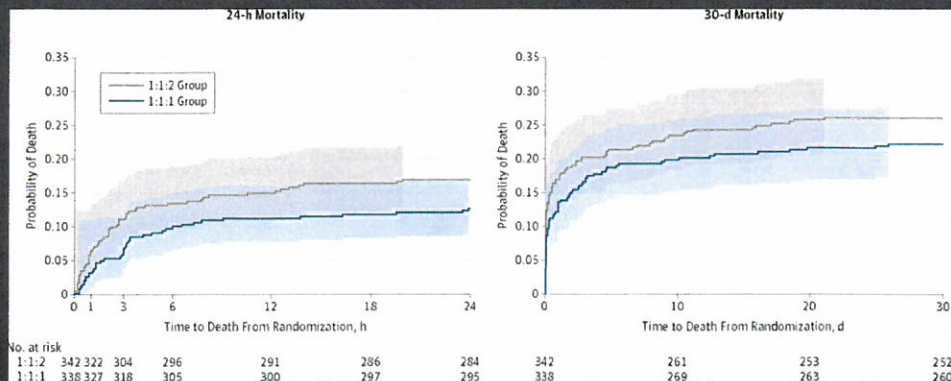 24-h Mortality
30-d Mortality
0.35
0.30
0.25
0.20
0.15
0.10
0.05
0
Probability of Death
1:1:2 Group
1:1:1 Group
0 1 3 6 12 18 24
Time to Death From Randomization, h
0.35
0.30
0.25
0.20
0.15
0.10
0.05
0
Probability of Death
0 10 20 30
Time to Death From Randomization, d
No. at risk
1:1:2 342 322 304 296 291 286 284 342 261 253 252
1:1:1 338 327 318 305 300 297 295 338 269 263 260